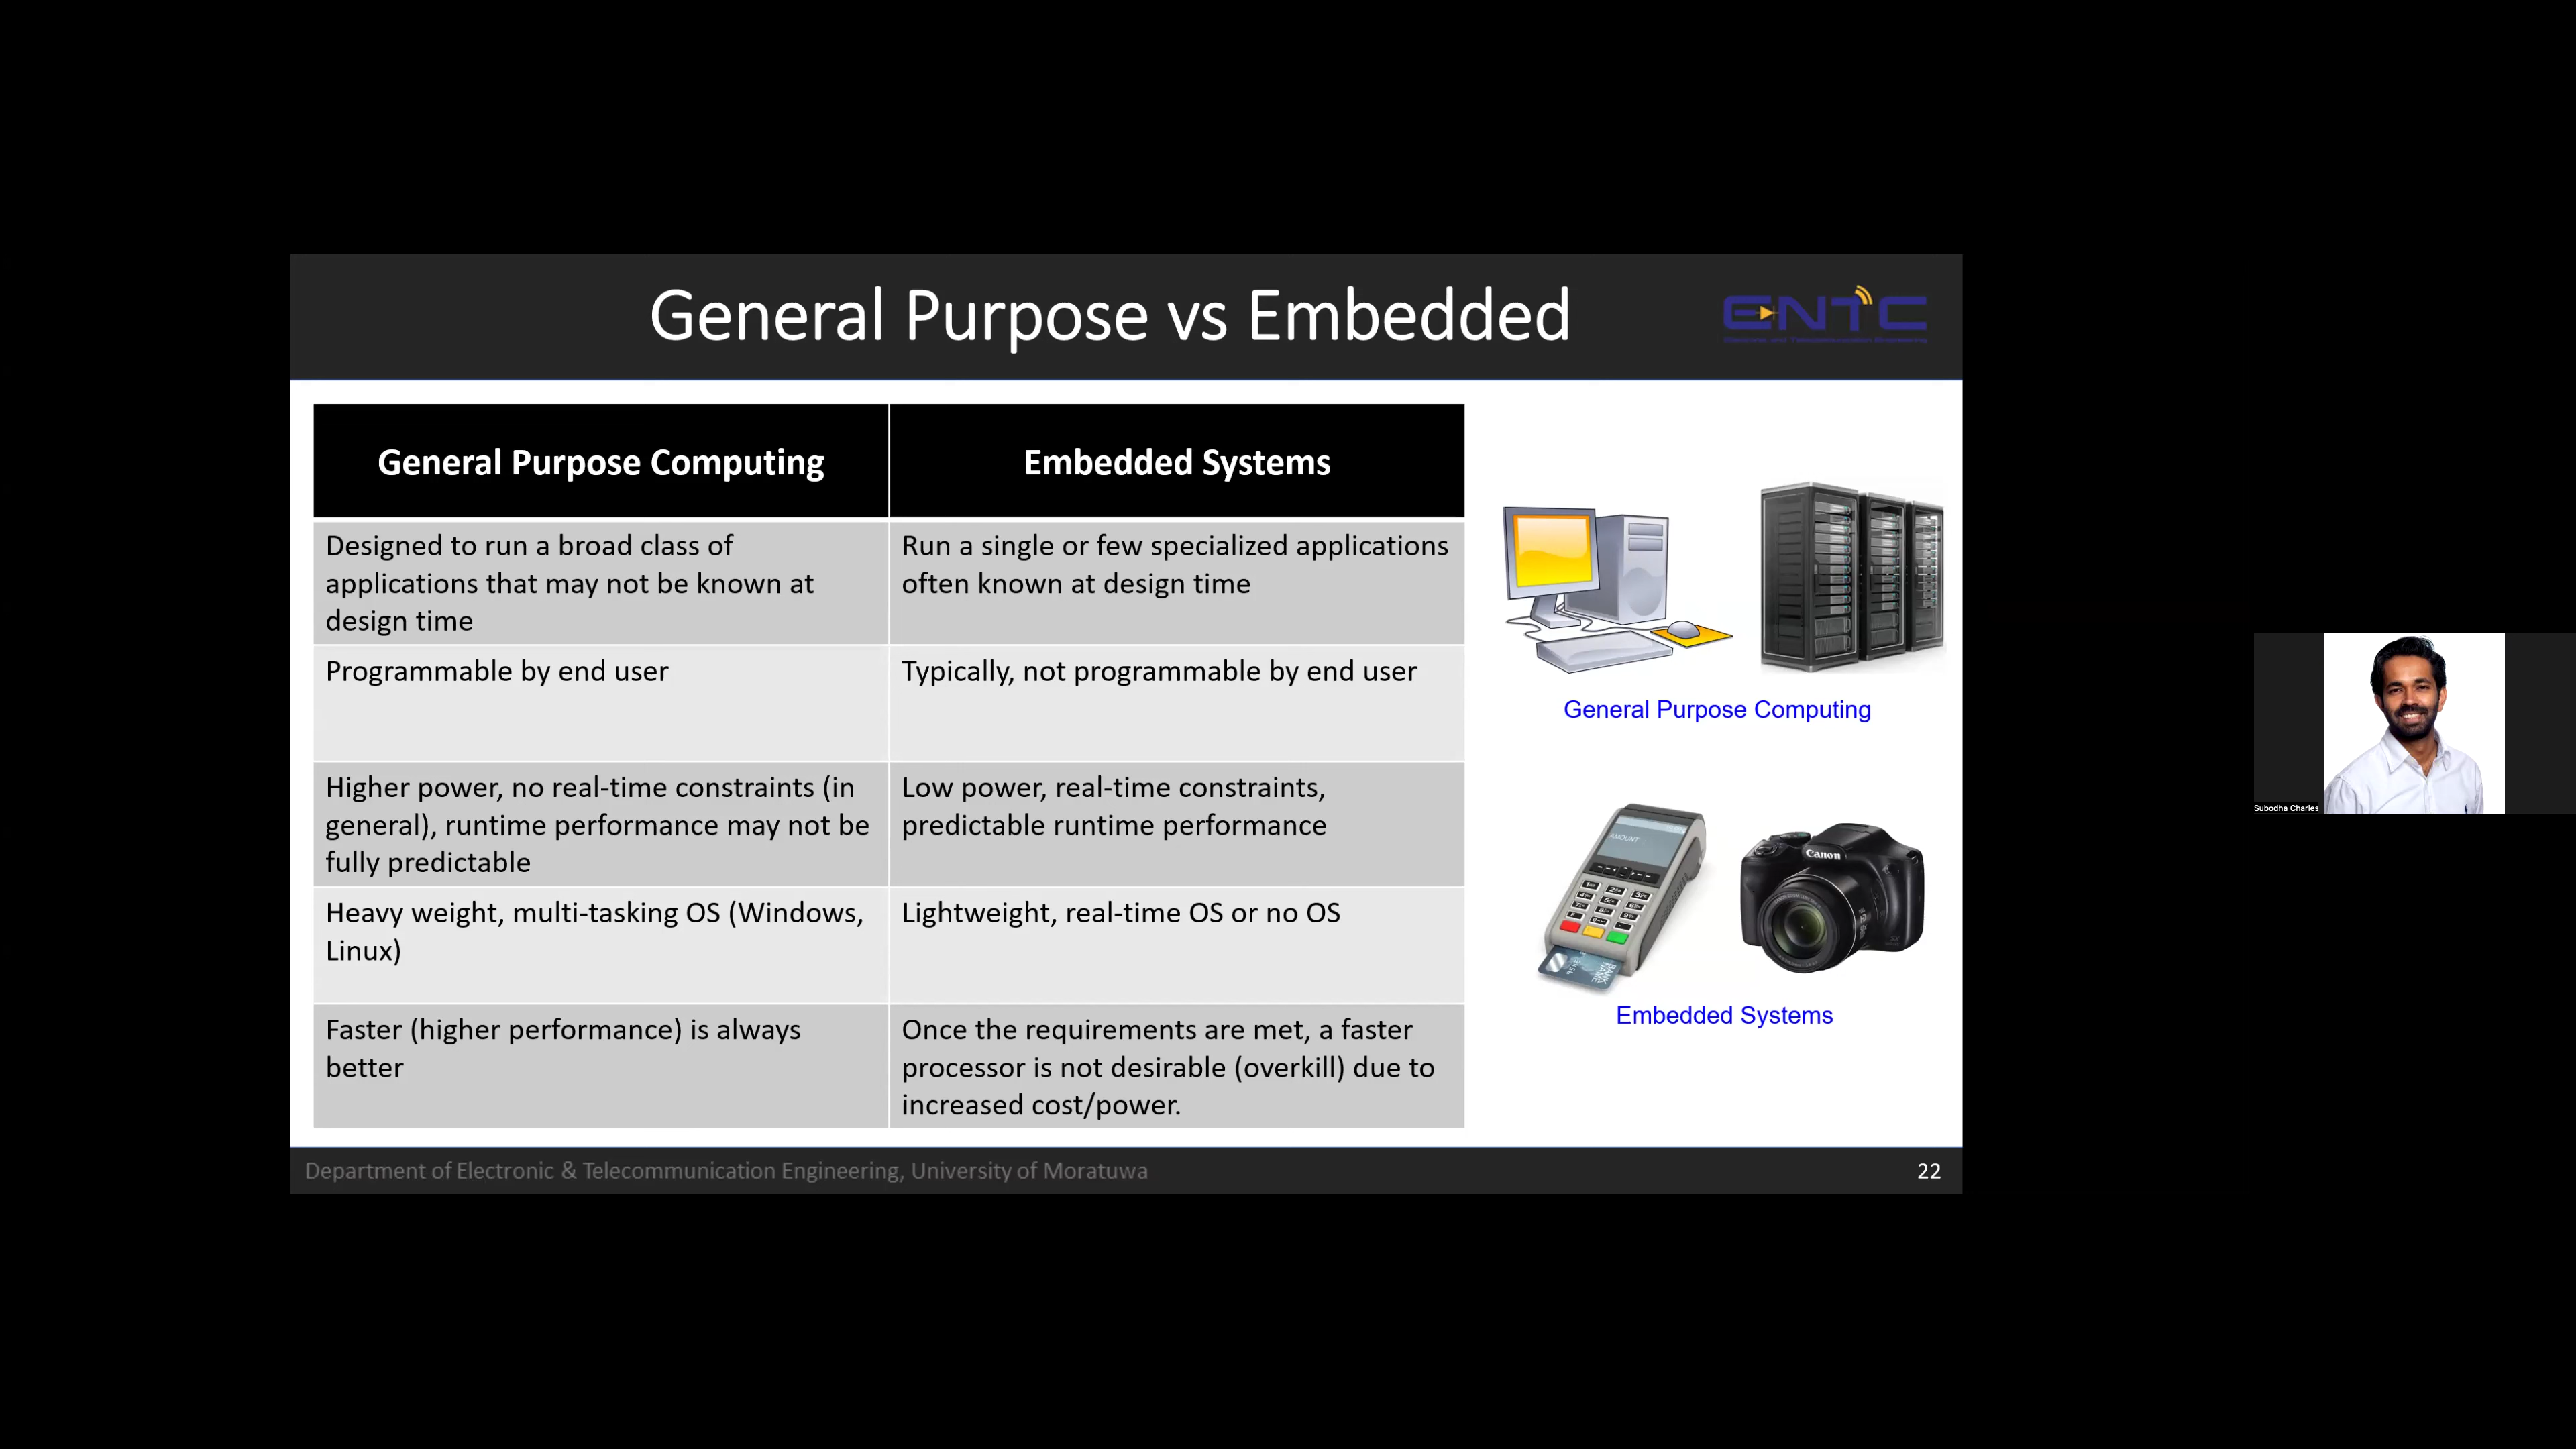 General Purpose vs Embedded
ENTC
Electronic and Telecommunication Engineering
General Purpose Computing
Embedded Systems
Designed to run a broad class of
applications that may not be known at
design time
Run a single or few specialized applications
often known at design time
Programmable by end user
Typically, not programmable by end user
Higher power, no real-time constraints (in
general), runtime performance may not be
fully predictable
Low power, real-time constraints,
predictable runtime performance
Heavy weight, multi-tasking OS (Windows,
Linux)
Lightweight, real-time OS or no OS
Faster (higher performance) is always
better
Once the requirements are met, a faster
processor is not desirable (overkill) due to
increased cost/power.
General Purpose Computing
AMOUNT
Canon
Embedded Systems
Department of Electronic & Telecommunication Engineering, University of Moratuwa
22
Subodha Charles